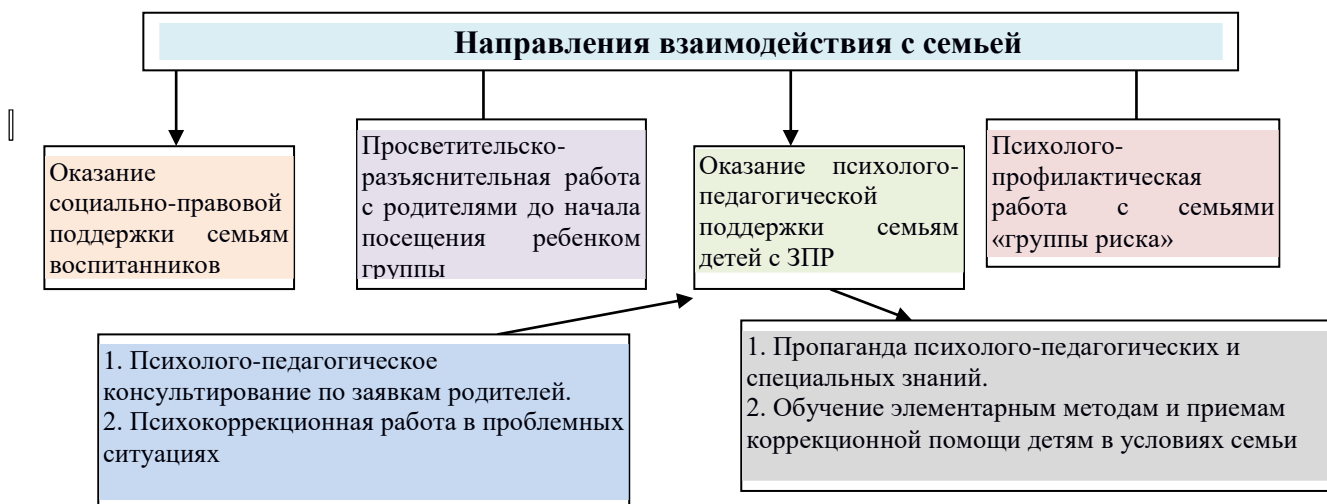 Направления взаимодействия с семьей
Оказание
социально-правовой
поддержки семьям
воспитанников
Просветительско-
разъяснительная работа
с родителями до начала
посещения ребенком
группы
Оказание психолого-
педагогической
поддержки семьям
детей с ЗПР
Психолого-
профилактическая
работа с семьями
«группы риска»
1. Психолого-педагогическое
консультирование по заявкам родителей.
2. Психокоррекционная работа в проблемных
ситуациях
1. Пропаганда психолого-педагогических и
специальных знаний.
2. Обучение элементарным методам и приемам
коррекционной помощи детям в условиях семьи